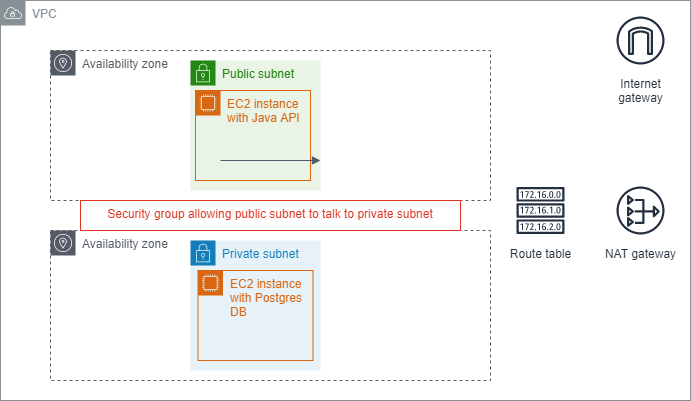 VPC
Availability zone
Public subnet
EC2 instance
with Java API
Internet
gateway
Security group allowing public subnet to talk to private subnet
172.16.0.0
172.16.1.0
172.16.2.0
Route table
NAT gateway
Availability zone
Private subnet
EC2 instance
with Postgres
DB